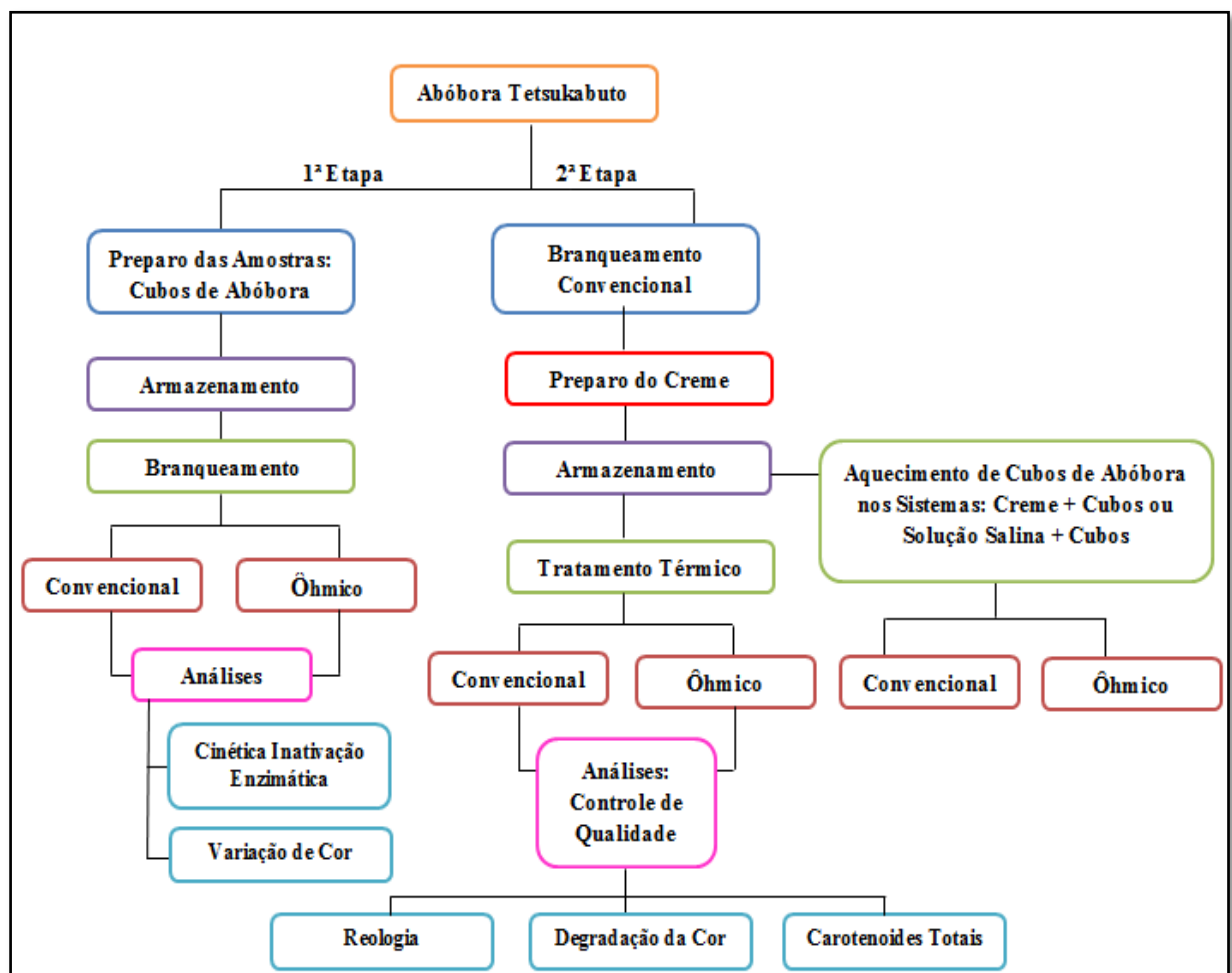 Abóbora Tetsukabuto
1ª Etapa
2ª Etapa
Preparo das Amostras:
Cubos de Abóbora
Armazenamento
Branqueamento
Convencional
Ôhmico
Análises
Cinética Inativação
Enzimática
Variação de Cor
Branqueamento
Convencional
Preparo do Creme
Armazenamento
Aquecimento de Cubos de Abóbora
nos Sistemas: Creme + Cubos ou
Solução Salina + Cubos
Tratamento Térmico
Convencional
Ôhmico
Convencional
Ôhmico
Análises:
Controle de
Qualidade
Reologia
Degradação da Cor
Carotenoides Totais